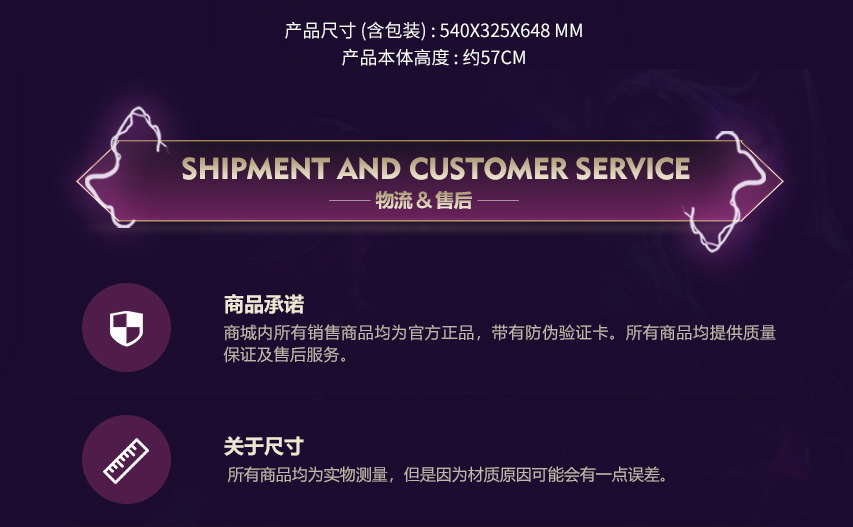 产品尺寸 (含包装) : 540X325X648 MM
产品本体高度 : 约57CM
SHIPMENT AND CUSTOMER SERVICE
物流 & 售后
商品承诺
商城内所有销售商品均为官方正品，带有防伪验证卡。所有商品均提供质量
保证及售后服务。
关于尺寸
所有商品均为实物测量，但是因为材质原因可能会有一点误差。